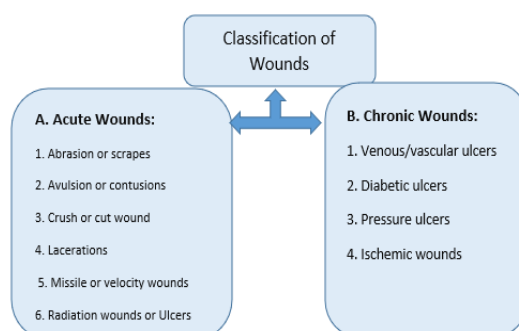 Classification of
Wounds
A. Acute Wounds:
1. Abrasion or scrapes
2. Avulsion or contusions
3. Crush or cut wound
4. Lacerations
5. Missile or velocity wounds
6. Radiation wounds or Ulcers
B. Chronic Wounds:
1. Venous/vascular ulcers
2. Diabetic ulcers
3. Pressure ulcers
4. Ischemic wounds